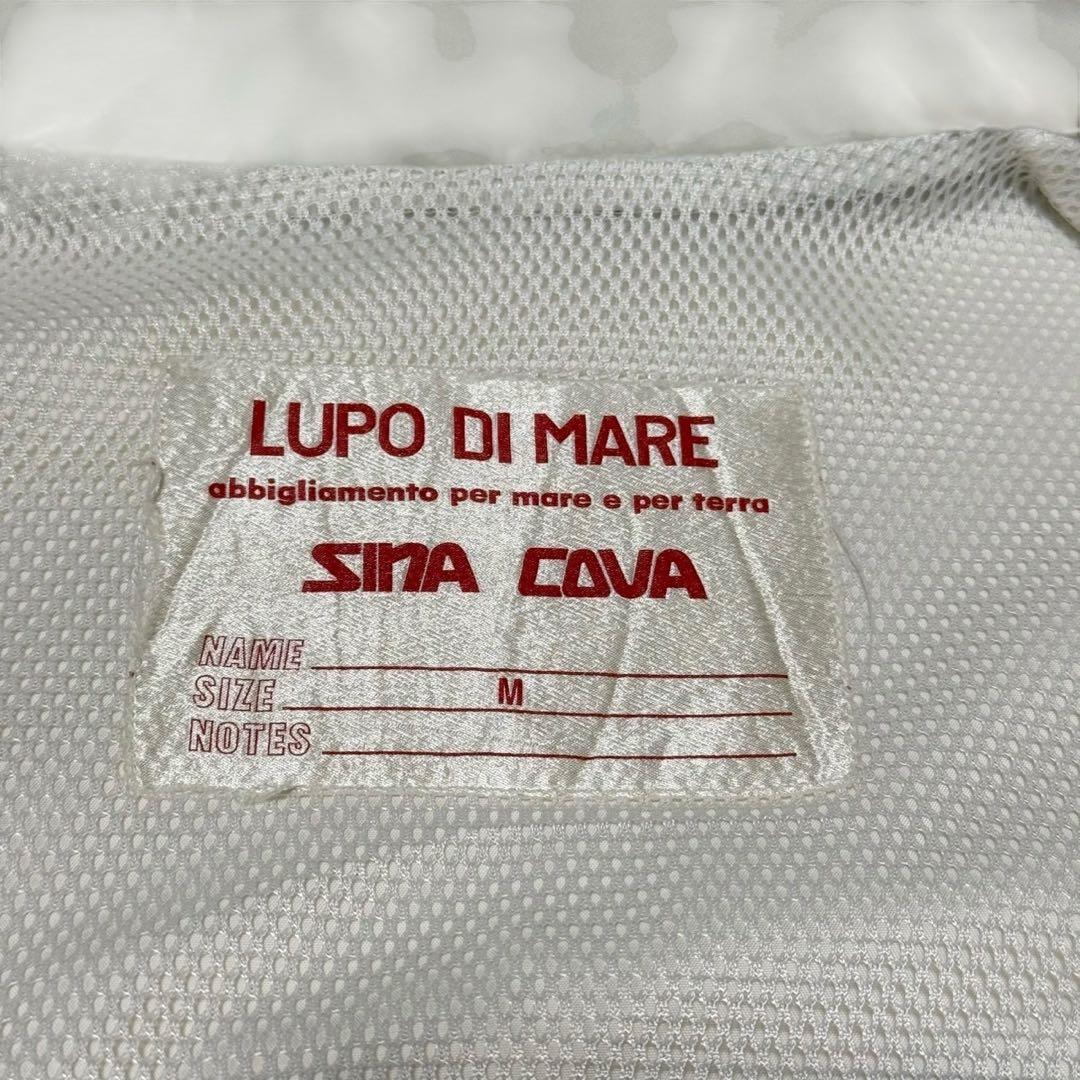 LUPO DI MARE
abbigliamento per mare e per terra
SINA COVA
NAME
SIZE M
NOTES